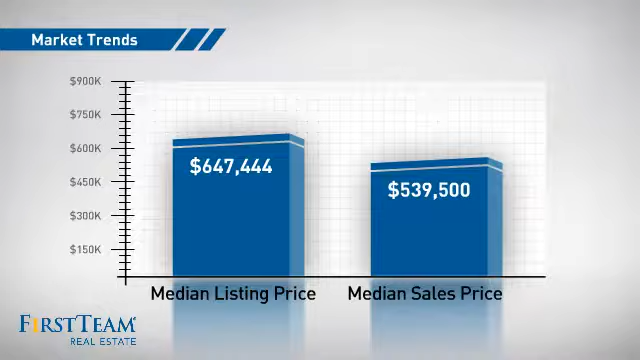 Market Trends
$900K
$750K
$600K
$450K
$300K
$150K
$647,444
$539,500
Median Listing Price
Median Sales Price
FIRSTTEAM®
REAL ESTATE